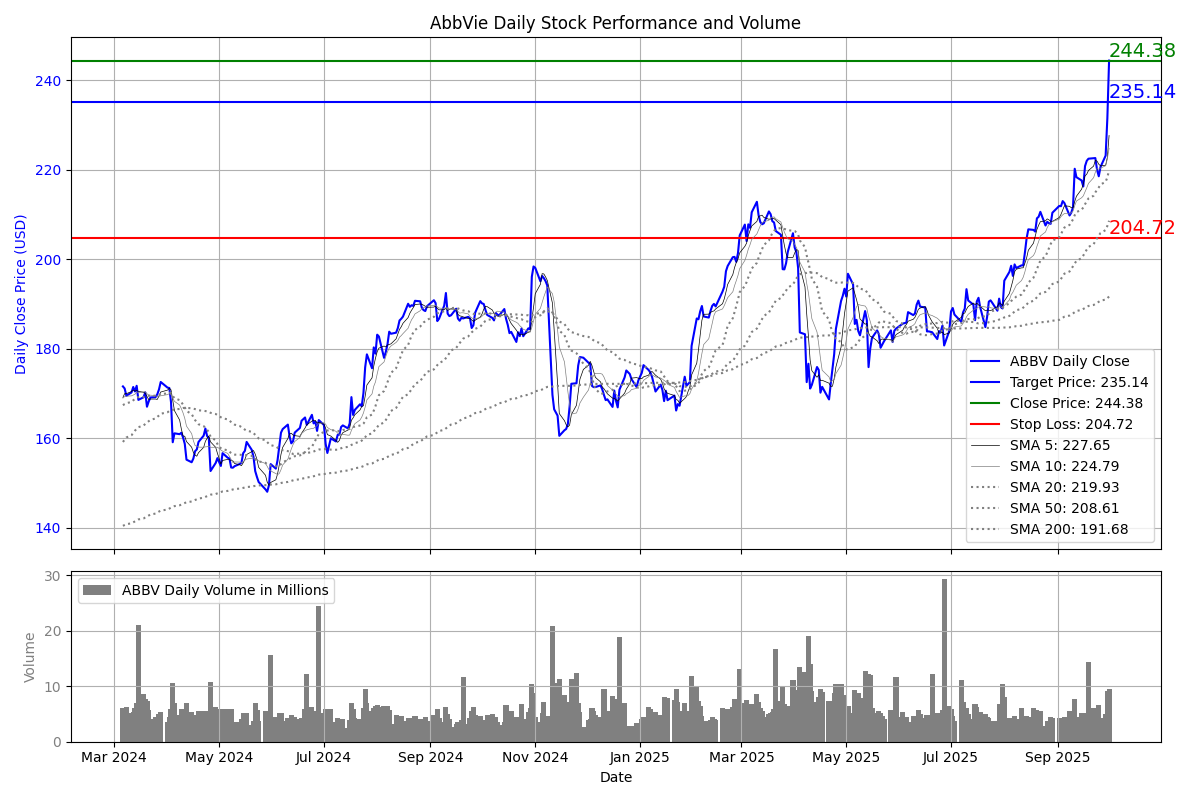 AbbVie Daily Stock Performance and Volume
244.38
240
235.14
220
204.72
200
180
160
140
Daily Close Price (USD)
ABBV Daily Close
Target Price: 235.14
Close Price: 244.38
Stop Loss: 204.72
SMA 5: 227.65
SMA 10: 224.79
SMA 20: 219.93
SMA 50: 208.61
SMA 200: 191.68
30
20
10
0
Volume
ABBV Daily Volume in Millions
Mar 2024 May 2024 Jul 2024 Sep 2024 Nov 2024 Jan 2025 Mar 2025 May 2025 Jul 2025 Sep 2025
Date